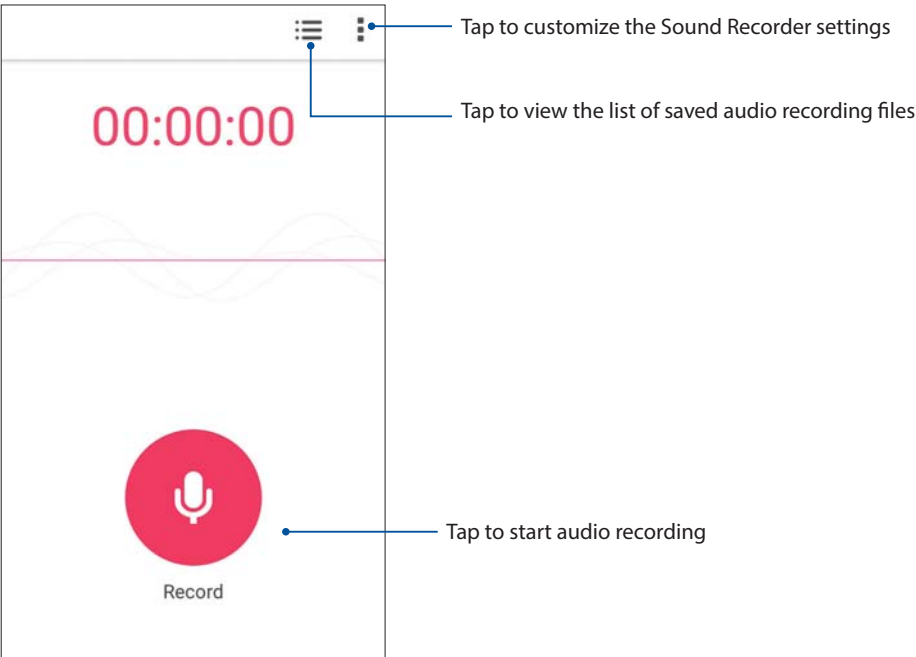 Tap to customize the Sound Recorder settings
Tap to view the list of saved audio recording files
00:00:00
Tap to start audio recording
Record